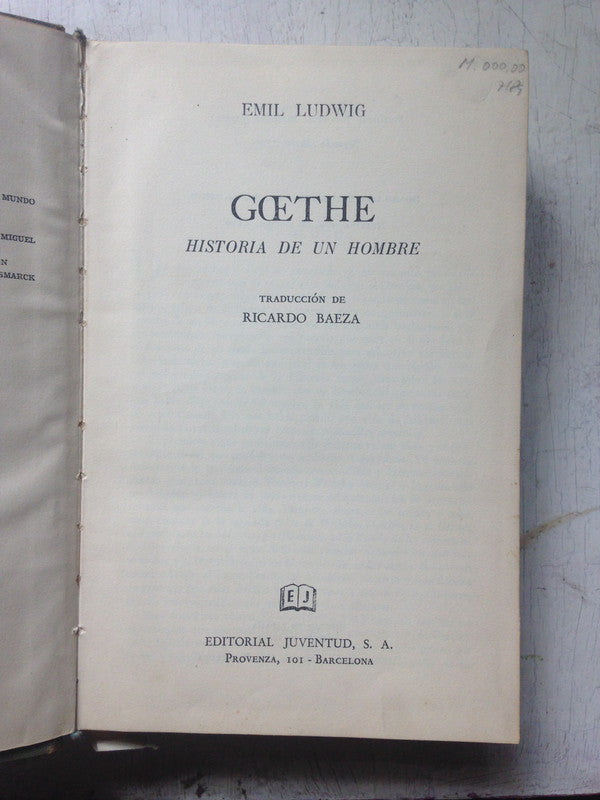 MUNDO
MIGUEL
N
SMARCK
M. 000,00
EMIL LUDWIG
GŒTHE
HISTORIA DE UN HOMBRE
TRADUCCIÓN DE
RICARDO BAEZA
E J
EDITORIAL JUVENTUD, S. A.
PROVENZA, 101 - BARCELONA